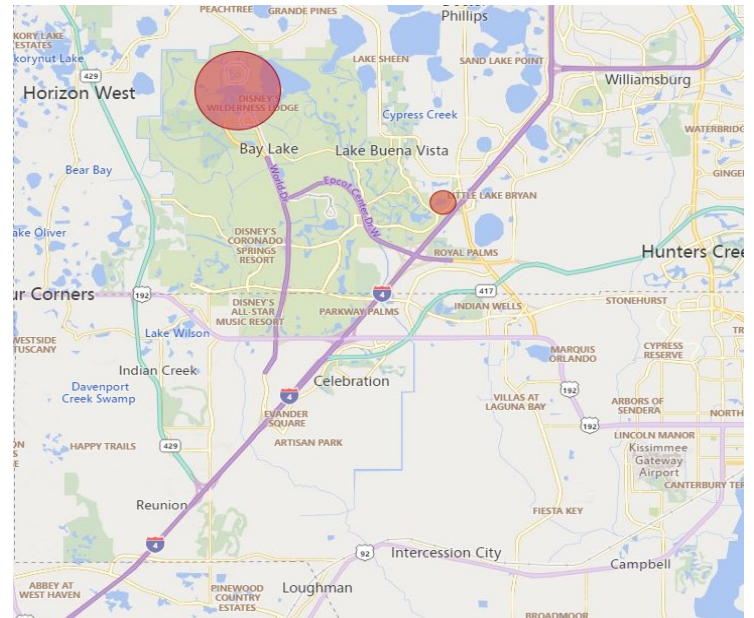 PEACHTREE
GRANDE PINES
Phillips
KORY LAKE
ESTATES
korynut Lake
429
LAKE SHEEN
SAND LAKE POINT
Williamsburg
Horizon West
DISNEY'S
WILDERNESS LODGE
Cypress Creek
WATERBRIDG
Bay Lake
Lake Buena Vista
Bear Bay
World Dr
Epcot Center Dr W
LITTLE LAKE BRYAN
GINGER
ake Oliver
DISNEY'S
CORONADO
SPRINGS
RESORT
ROYAL PALMS
Hunters Cree
ur Corners
192
4
417
DISNEY'S
ALL-STAR
MUSIC RESORT
PARKWAY PALMS
INDIAN WELLS
STONEHURST
Lake Wilson
WESTSIDE
TUSCANY
CYPRESS
RESERVE
MARQUIS
ORLANDO
Indian Creek
Celebration
Davenport
Creek Swamp
4
192
VILLAS AT
LAGUNA BAY
ARBORS OF
SENDERA
EVANDER
SQUARE
NORTH
192
HAPPY TRAILS
429
ARTISAN PARK
LINCOLN MANOR
Kissimmee
Gateway
Airport
CANTERBURY TER
Reunion
FIESTA KEY
4
92
Intercession City
Campbell
ABBEY AT
WEST HAVEN
PINEWOOD
COUNTRY
ESTATES
Loughman
BROADMOOR